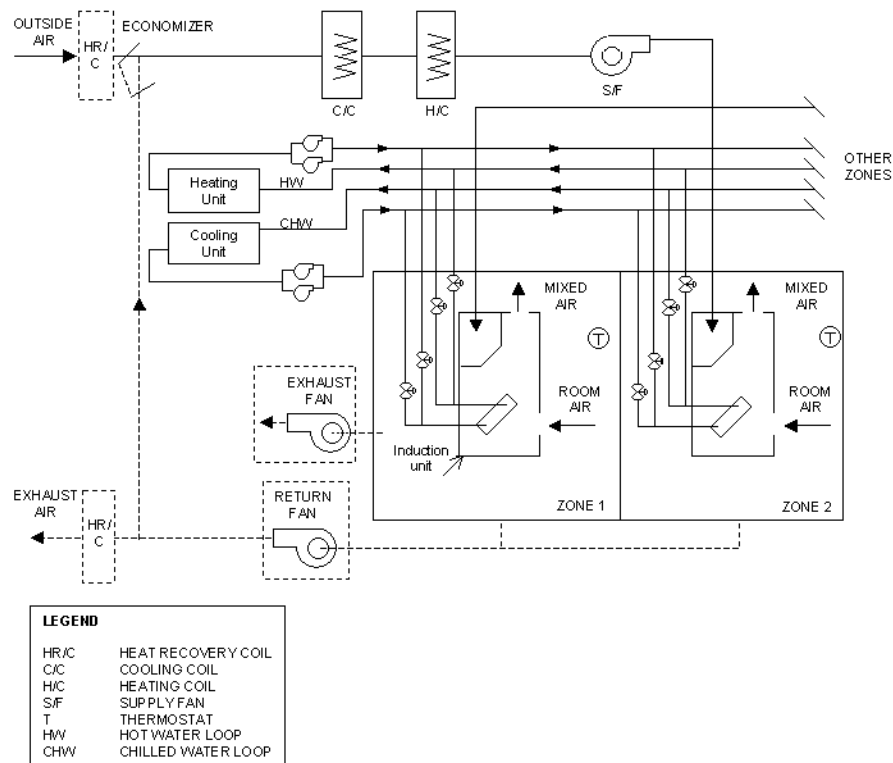 OUTSIDE
AIR
HR/
C
ECONOMIZER
C/C
H/C
S/F
Heating
Unit
HW
Cooling
Unit
CHW
OTHER
ZONES
MIXED
AIR
T
ROOM
AIR
Induction
unit
ZONE 1
MIXED
AIR
T
ROOM
AIR
ZONE 2
EXHAUST
FAN
EXHAUST
AIR
HR/
C
RETURN
FAN
LEGEND
HR/C HEAT RECOVERY COIL
C/C COOLING COIL
H/C HEATING COIL
S/F SUPPLY FAN
T THERMOSTAT
HW HOT WATER LOOP
CHW CHILLED WATER LOOP